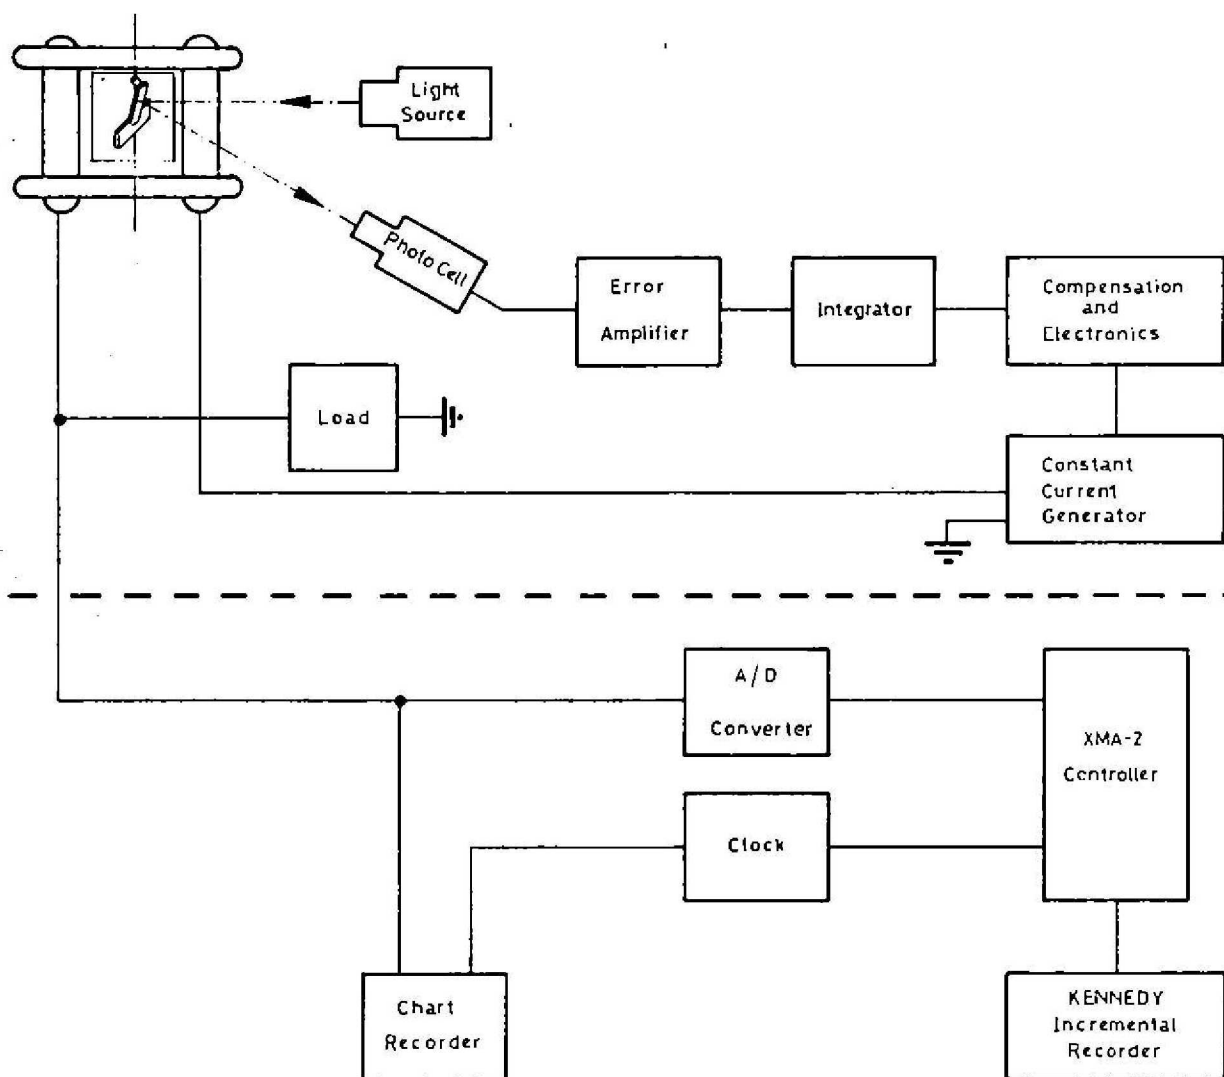 Light
Source
Photo Cell
Error
Amplifier
Integrator
Compensation
and
Electronics
Load
Constant
Current
Generator
A/D
Converter
XMA-2
Controller
Clock
Chart
Recorder
KENNEDY
Incremental
Recorder